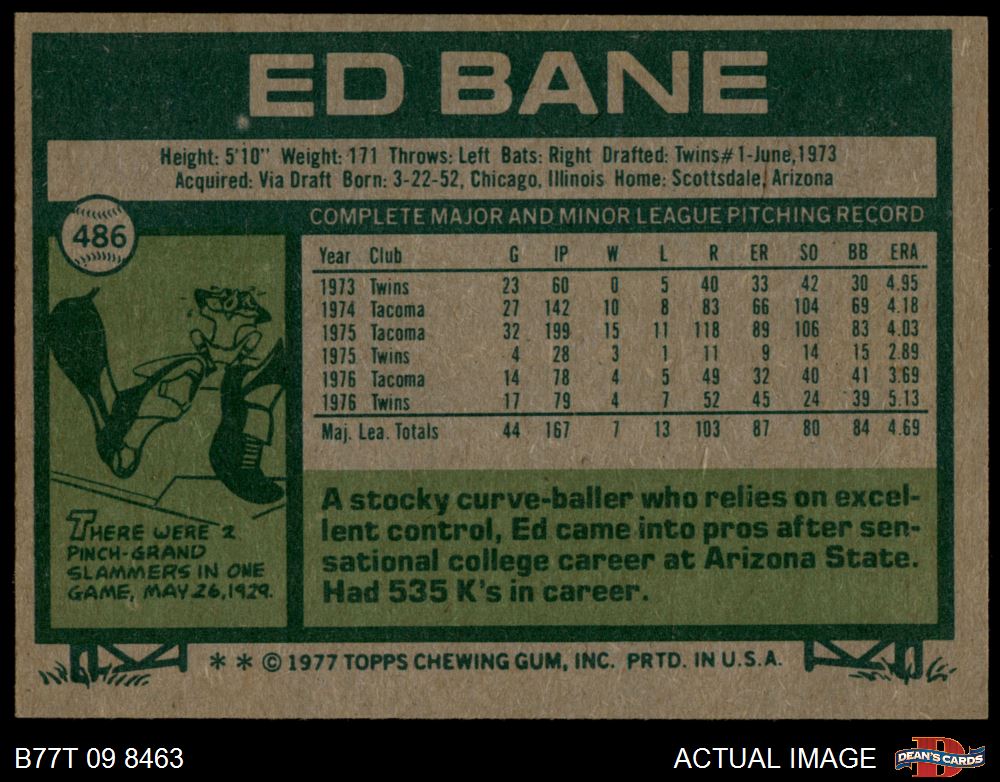 ED BANE
Height: 5'10" Weight: 171 Throws: Left Bats: Right Drafted: Twins #1-June, 1973
Acquired: Via Draft Born: 3-22-52, Chicago, Illinois Home: Scottsdale, Arizona
486
COMPLETE MAJOR AND MINOR LEAGUE PITCHING RECORD
Year Club G IP W L R ER SO BB ERA
1973 Twins 23 60 0 5 40 33 42 30 4.95
1974 Tacoma 27 142 10 8 83 66 104 69 4.18
1975 Tacoma 32 199 15 11 118 89 106 83 4.03
1975 Twins 4 28 3 1 11 9 14 15 2.89
1976 Tacoma 14 78 4 5 49 32 40 41 3.69
1976 Twins 17 79 4 7 52 45 24 39 5.13
Maj. Lea. Totals 44 167 7 13 103 87 80 84 4.69
THERE WERE 2
PINCH-GRAND
SLAMMERS IN ONE
GAME, MAY 26, 1929.
A stocky curve-baller who relies on excel-
lent control, Ed came into pros after sen-
sational college career at Arizona State.
Had 535 K's in career.
* * © 1977 TOPPS CHEWING GUM, INC. PRTD. IN U.S.A.
B77T 09 8463
ACTUAL IMAGE
D
DEAN'S CARDS